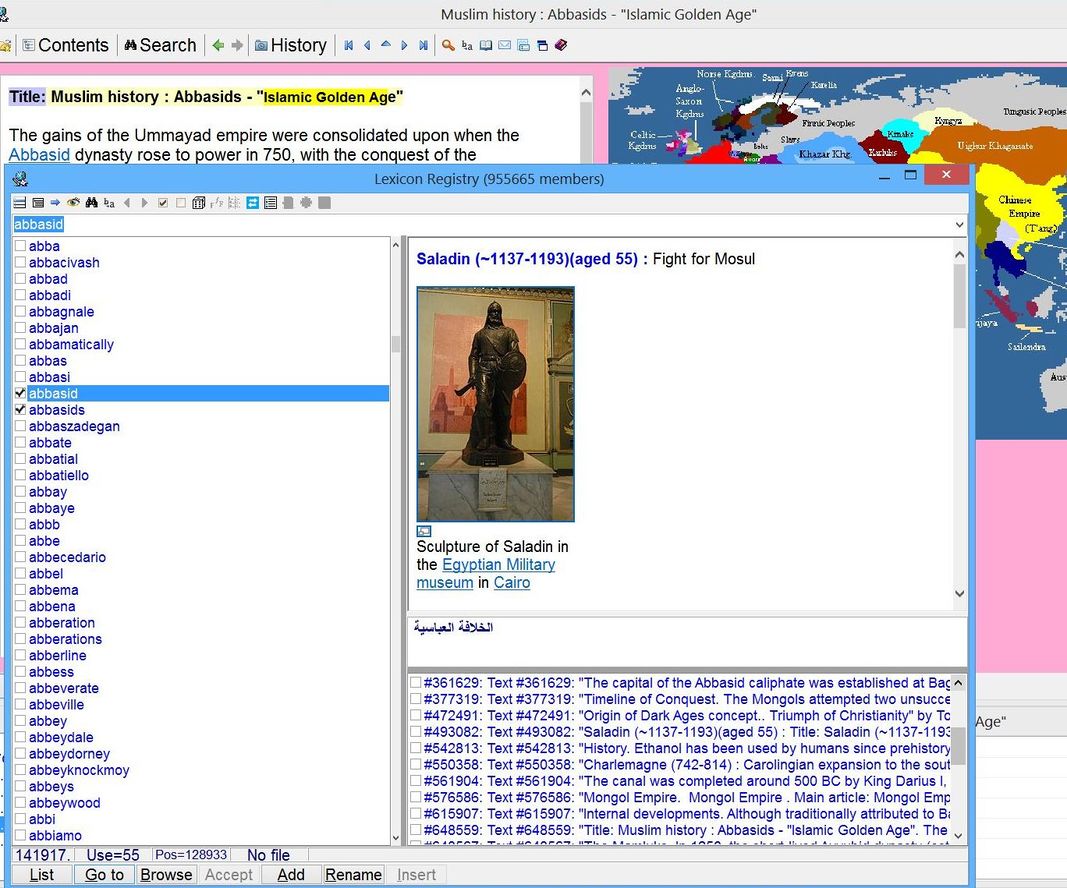 Muslim history : Abbasids - "Islamic Golden Age"
Contents Search History
Title: Muslim history : Abbasids - "Islamic Golden Age"
The gains of the Ummayad empire were consolidated upon when the
Abbasid dynasty rose to power in 750, with the conquest of the
Norse Kgdms.
Sami
Evens
Karelia
Anglo-
Saxon
Kgdms
Celtic
Kgdms
Finnic Peoples
Slavs
Khazar Khg.
Avars
Kimaks
Karluks
Kyrgyz
Tungusic Peoples
Uighur Khaganate
Chinese
Empire
(T'ang)
Sailendra
Lexicon Registry (955665 members)
abbasid
abba
abbacivash
abbad
abbadi
abbagnale
abbajan
abbamatically
abbas
abbasi
abbasid
abbasids
abbaszadegan
abbate
abbatial
abbatiello
abbay
abbaye
abbb
abbe
abbecedario
abbel
abbema
abbena
abberation
abberations
abberline
abbess
abbeverate
abbeville
abbey
abbeydale
abbeydorney
abbeyknockmoy
abbeys
abbeywood
abbi
abbiamo
Saladin (~1137-1193)(aged 55) : Fight for Mosul
Sculpture of Saladin in
the Egyptian Military
museum in Cairo
الخلافة العباسية
#361629: Text #361629: "The capital of the Abbasid caliphate was established at Bag
#377319: Text #377319: "Timeline of Conquest. The Mongols attempted two unsucce
#472491: Text #472491: "Origin of Dark Ages concept.. Triumph of Christianity" by To
#493082: Text #493082: "Saladin (~1137-1193)(aged 55) : Title: Saladin (~1137-1193
#542813: Text #542813: "History. Ethanol has been used by humans since prehistory
#550358: Text #550358: "Charlemagne (742-814) : Carolingian expansion to the sout
#561904: Text #561904: "The canal was completed around 500 BC by King Darius I,
#576586: Text #576586: "Mongol Empire. Mongol Empire . Main article: Mongol Emp
#615907: Text #615907: "Internal developments. Although traditionally attributed to Ba
#648559: Text #648559: "Title: Muslim history : Abbasids - "Islamic Golden Age". The
Age"
141917. Use=55 Pos=128933 No file
List Go to Browse Accept Add Rename Insert